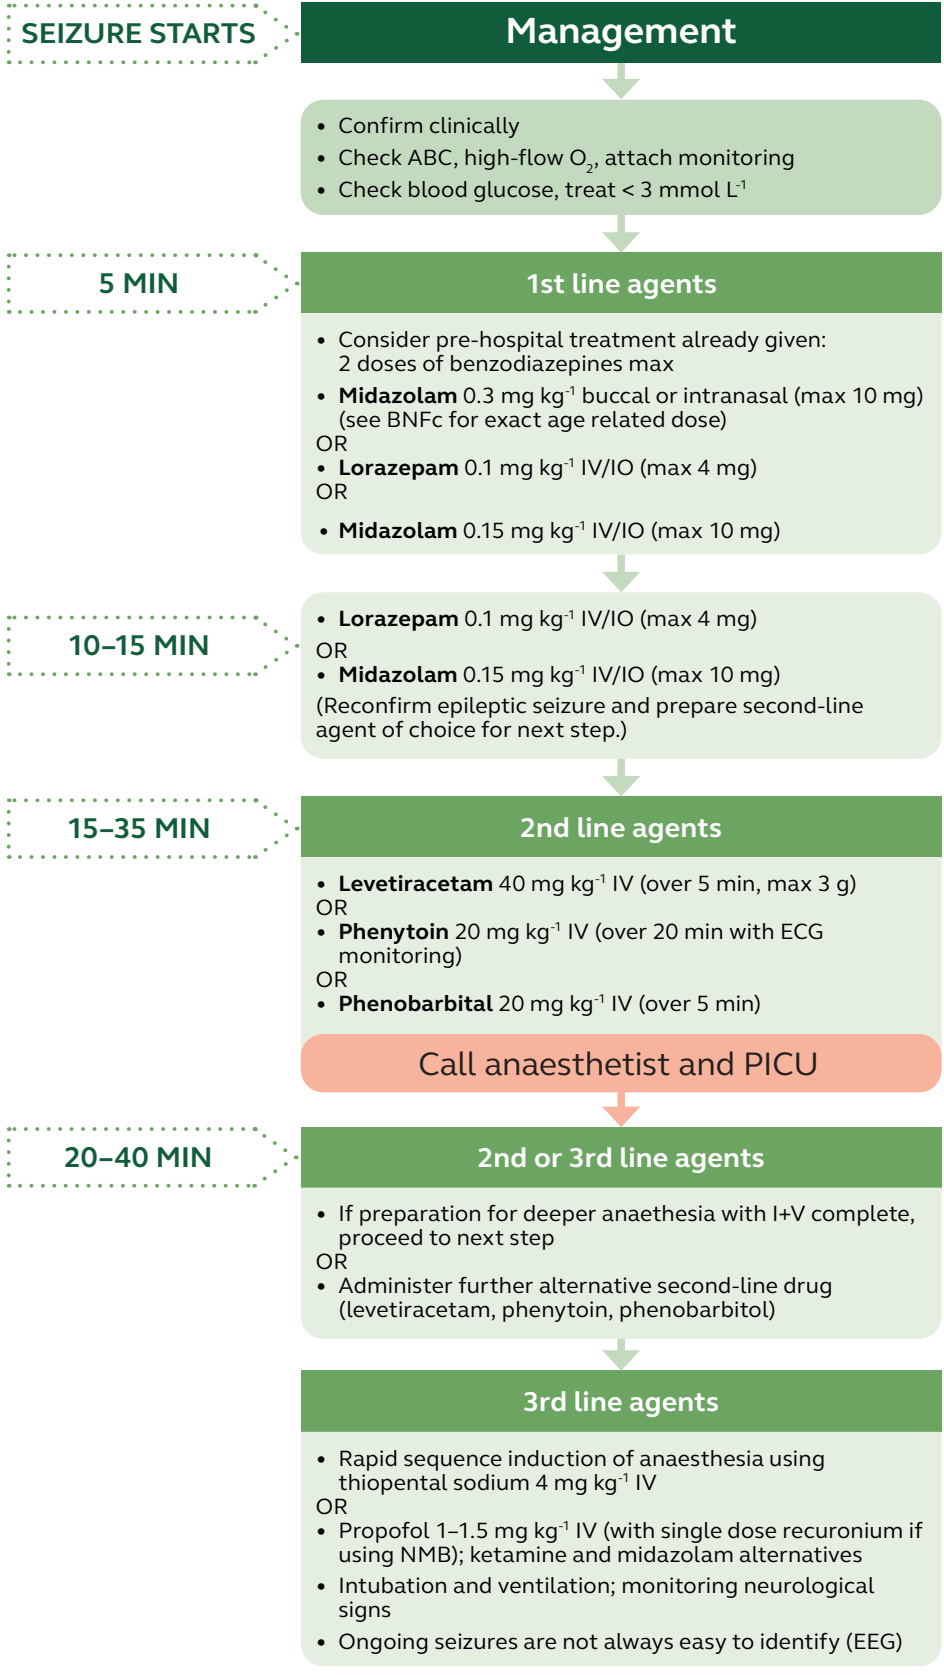 SEIZURE STARTS
Management
• Confirm clinically
• Check ABC, high-flow O₂, attach monitoring
• Check blood glucose, treat < 3 mmol L⁻¹
5 MIN
1st line agents
• Consider pre-hospital treatment already given:
2 doses of benzodiazepines max
• Midazolam 0.3 mg kg⁻¹ buccal or intranasal (max 10 mg)
(see BNFc for exact age related dose)
OR
• Lorazepam 0.1 mg kg⁻¹ IV/IO (max 4 mg)
OR
• Midazolam 0.15 mg kg⁻¹ IV/IO (max 10 mg)
10–15 MIN
• Lorazepam 0.1 mg kg⁻¹ IV/IO (max 4 mg)
OR
• Midazolam 0.15 mg kg⁻¹ IV/IO (max 10 mg)
(Reconfirm epileptic seizure and prepare second-line
agent of choice for next step.)
15–35 MIN
2nd line agents
• Levetiracetam 40 mg kg⁻¹ IV (over 5 min, max 3 g)
OR
• Phenytoin 20 mg kg⁻¹ IV (over 20 min with ECG
monitoring)
OR
• Phenobarbital 20 mg kg⁻¹ IV (over 5 min)
Call anaesthetist and PICU
20–40 MIN
2nd or 3rd line agents
• If preparation for deeper anaethesia with I+V complete,
proceed to next step
OR
• Administer further alternative second-line drug
(levetiracetam, phenytoin, phenobarbitol)
3rd line agents
• Rapid sequence induction of anaesthesia using
thiopental sodium 4 mg kg⁻¹ IV
OR
• Propofol 1–1.5 mg kg⁻¹ IV (with single dose recuronium if
using NMB); ketamine and midazolam alternatives
• Intubation and ventilation; monitoring neurological
signs
• Ongoing seizures are not always easy to identify (EEG)